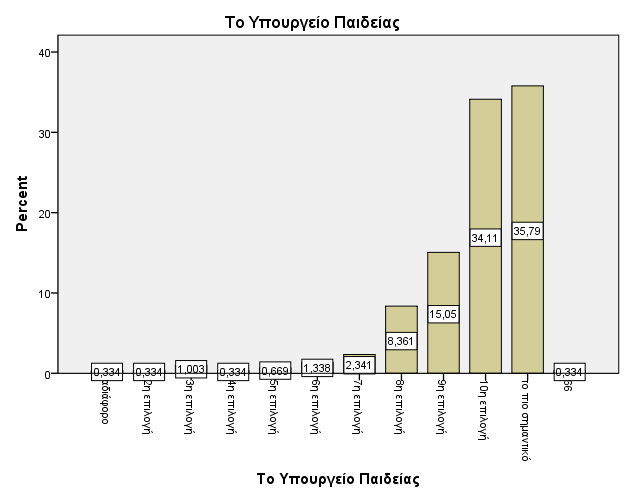 Το Υπουργείο Παιδείας
40
30
20
10
0
Percent
0,334
0,334
1,003
0,334
0,669
1,338
2,341
8,361
15,05
34,11
35,79
0,334
αδιάφορο
2η επιλογή
3η επιλογή
4η επιλογή
5η επιλογή
6η επιλογή
7η επιλογή
8η επιλογή
9η επιλογή
10η επιλογή
το πιο σημαντικό
66
Το Υπουργείο Παιδείας